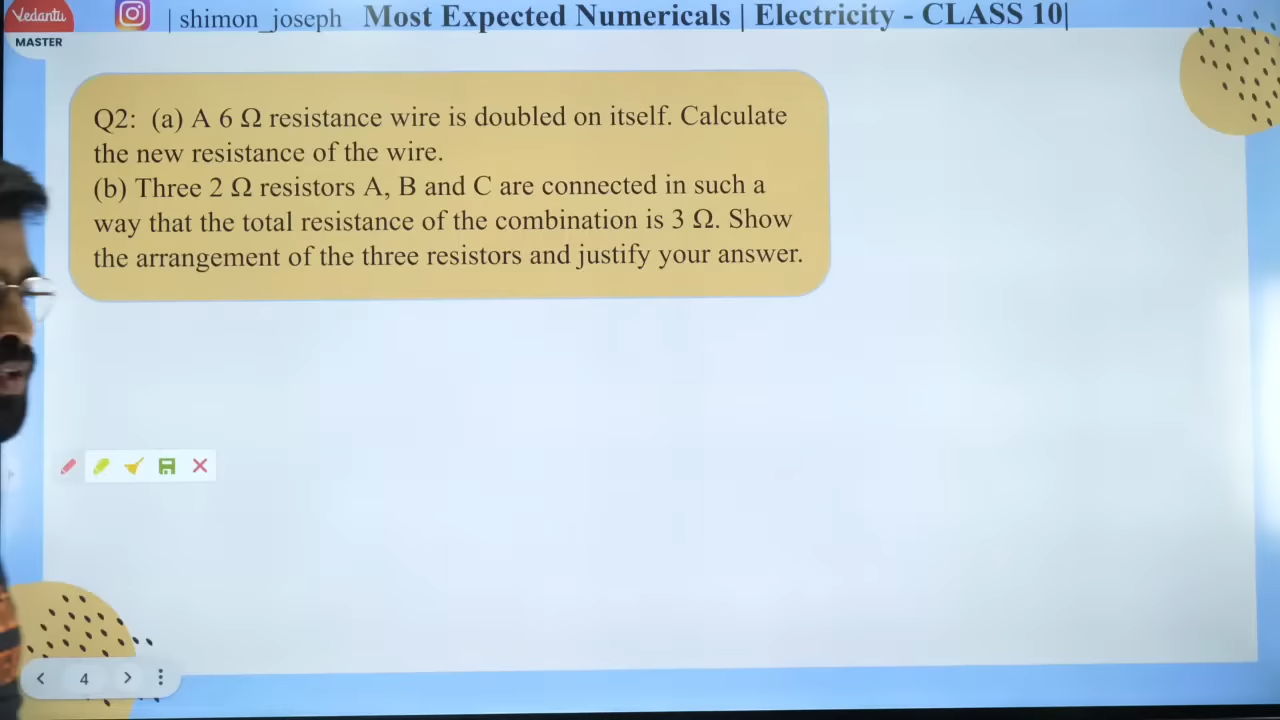 Vedantu
MASTER
| shimon_joseph Most Expected Numericals | Electricity - CLASS 10|
Q2: (a) A 6 Ω resistance wire is doubled on itself. Calculate
the new resistance of the wire.
(b) Three 2 Ω resistors A, B and C are connected in such a
way that the total resistance of the combination is 3 Ω. Show
the arrangement of the three resistors and justify your answer.
4